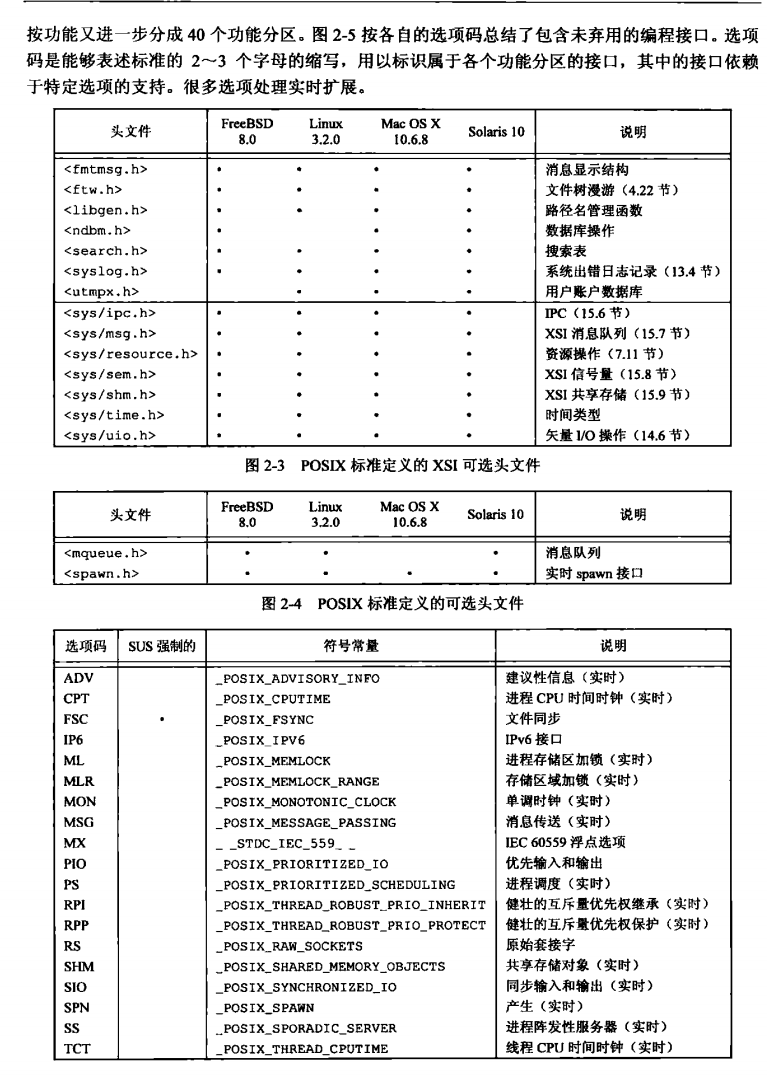 按功能又进一步分成 40 个功能分区。图 2-5 按各自的选项码总结了包含未弃用的编程接口。选项
码是能够表述标准的 2～3 个字母的缩写，用以标识属于各个功能分区的接口，其中的接口依赖
于特定选项的支持。很多选项处理实时扩展。
头文件 FreeBSD 8.0 Linux 3.2.0 Mac OS X 10.6.8 Solaris 10 说明
<fmtmsg.h> • • • • 消息显示结构
<ftw.h> • • • • 文件树漫游（4.22 节）
<libgen.h> • • • • 路径名管理函数
<ndbm.h> • • • 数据库操作
<search.h> • • • • 搜索表
<syslog.h> • • • • 系统出错日志记录（13.4 节）
<utmpx.h> • • • 用户账户数据库
<sys/ipc.h> • • • • IPC（15.6 节）
<sys/msg.h> • • • • XSI 消息队列（15.7 节）
<sys/resource.h> • • • • 资源操作（7.11 节）
<sys/sem.h> • • • • XSI 信号量（15.8 节）
<sys/shm.h> • • • • XSI 共享存储（15.9 节）
<sys/time.h> • • • • 时间类型
<sys/uio.h> • • • • 矢量 I/O 操作（14.6 节）
图 2-3 POSIX 标准定义的 XSI 可选头文件
头文件 FreeBSD 8.0 Linux 3.2.0 Mac OS X 10.6.8 Solaris 10 说明
<mqueue.h> • • • 消息队列
<spawn.h> • • • • 实时 spawn 接口
图 2-4 POSIX 标准定义的可选头文件
选项码 SUS 强制的 符号常量 说明
ADV _POSIX_ADVISORY_INFO 建议性信息（实时）
CPT _POSIX_CPUTIME 进程 CPU 时间时钟（实时）
FSC • _POSIX_FSYNC 文件同步
IP6 _POSIX_IPV6 IPv6 接口
ML _POSIX_MEMLOCK 进程存储区加锁（实时）
MLR _POSIX_MEMLOCK_RANGE 存储区域加锁（实时）
MON _POSIX_MONOTONIC_CLOCK 单调时钟（实时）
MSG _POSIX_MESSAGE_PASSING 消息传送（实时）
MX _ _STDC_IEC_559_ _ IEC 60559 浮点选项
PIO _POSIX_PRIORITIZED_IO 优先输入和输出
PS _POSIX_PRIORITIZED_SCHEDULING 进程调度（实时）
RPI _POSIX_THREAD_ROBUST_PRIO_INHERIT 健壮的互斥量优先权继承（实时）
RPP _POSIX_THREAD_ROBUST_PRIO_PROTECT 健壮的互斥量优先权保护（实时）
RS _POSIX_RAW_SOCKETS 原始套接字
SHM _POSIX_SHARED_MEMORY_OBJECTS 共享存储对象（实时）
SIO _POSIX_SYNCHRONIZED_IO 同步输入和输出（实时）
SPN _POSIX_SPAWN 产生（实时）
SS _POSIX_SPORADIC_SERVER 进程阵发性服务器（实时）
TCT _POSIX_THREAD_CPUTIME 线程 CPU 时间时钟（实时）